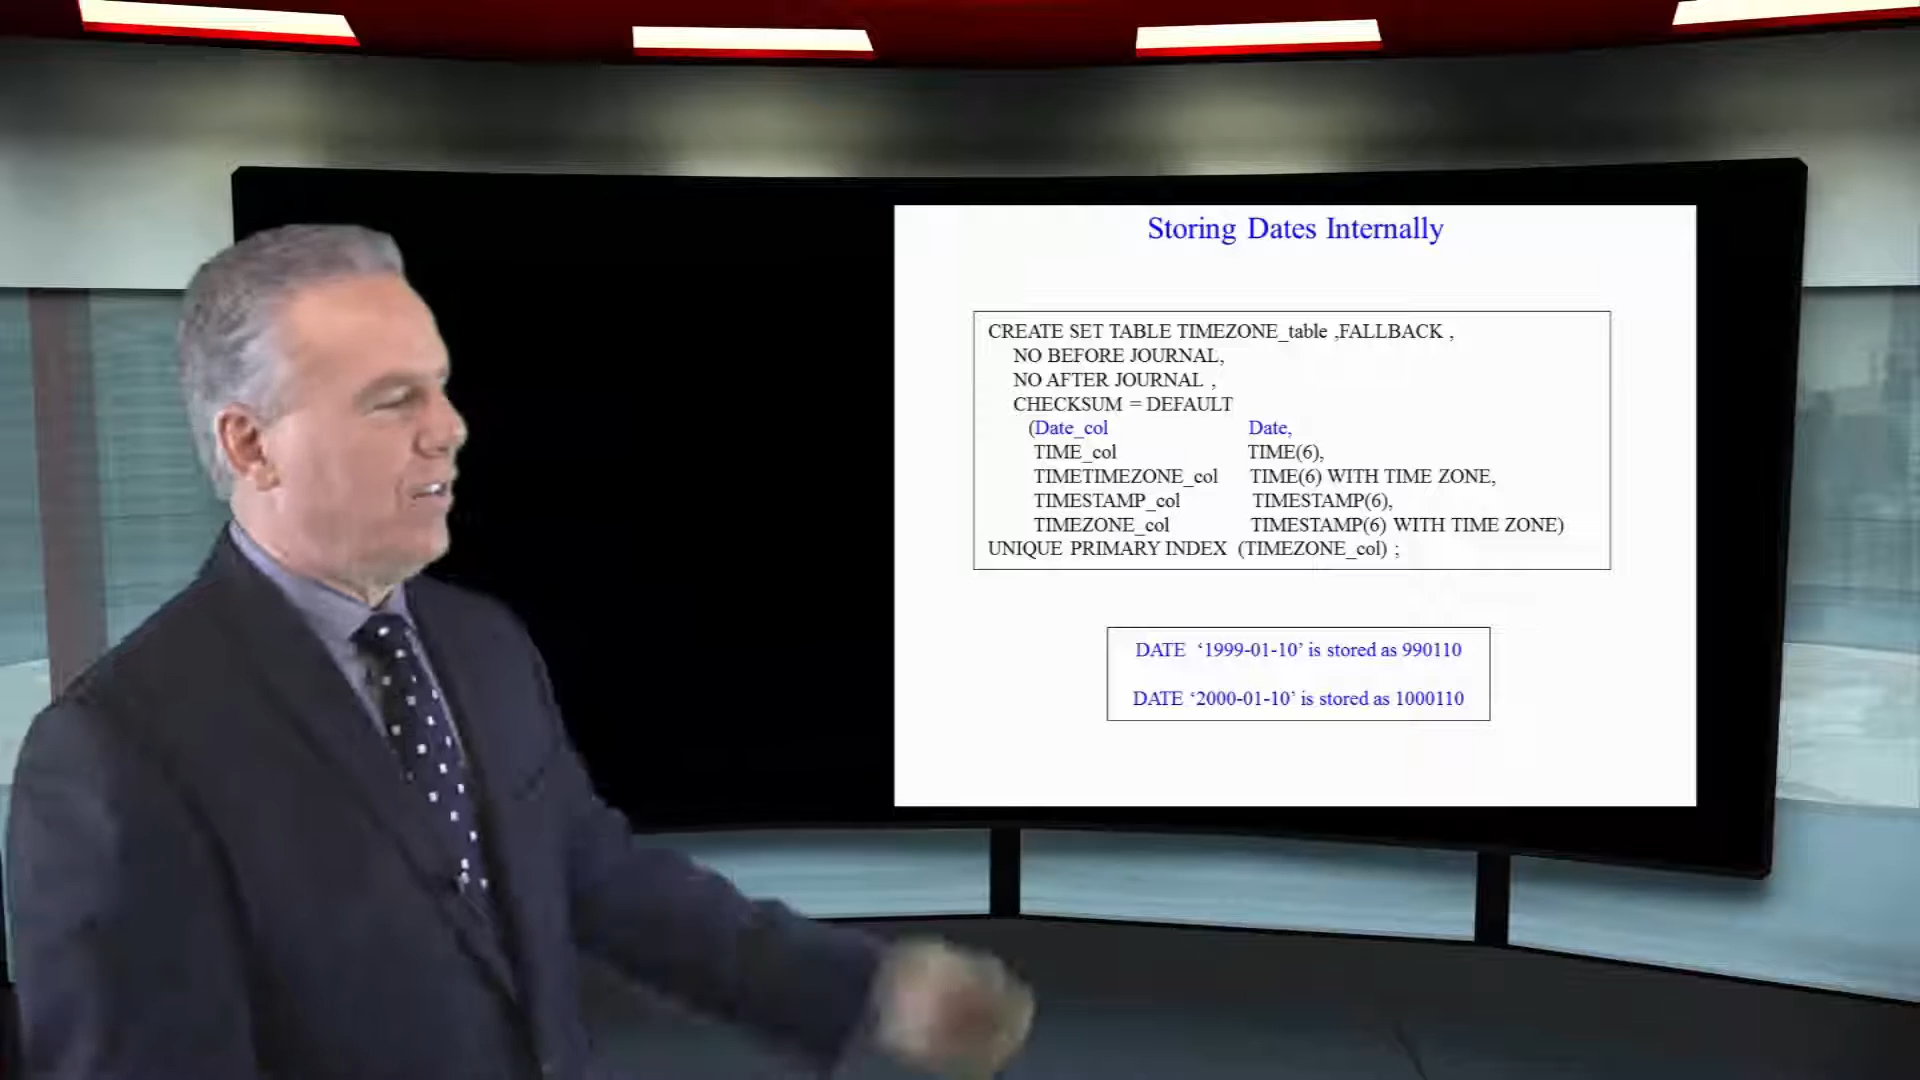 Storing Dates Internally
CREATE SET TABLE TIMEZONE_table ,FALLBACK ,
NO BEFORE JOURNAL,
NO AFTER JOURNAL ,
CHECKSUM = DEFAULT
(Date_col Date,
TIME_col TIME(6),
TIMETIMEZONE_col TIME(6) WITH TIME ZONE,
TIMESTAMP_col TIMESTAMP(6),
TIMEZONE_col TIMESTAMP(6) WITH TIME ZONE)
UNIQUE PRIMARY INDEX (TIMEZONE_col) ;
DATE ‘1999-01-10’ is stored as 990110
DATE ‘2000-01-10’ is stored as 1000110